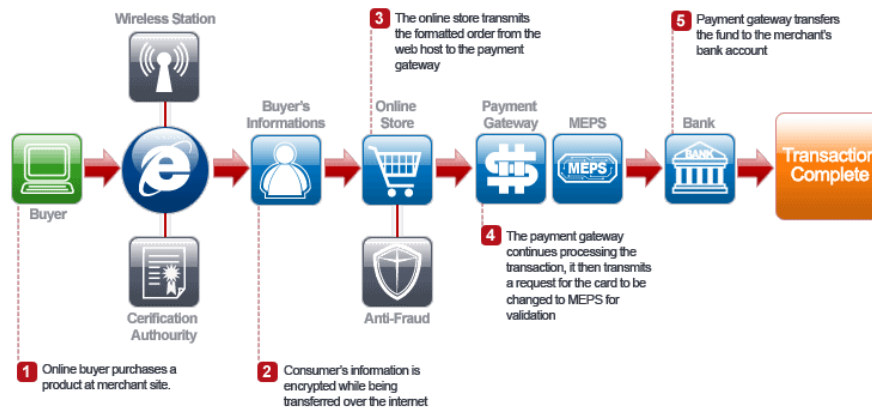 Wireless Station
3 The online store transmits
the formatted order from the
web host to the payment
gateway
5 Payment gateway transfers
the fund to the merchant's
bank account
Buyer's
Informations
Online
Store
Payment
Gateway
MEPS
Bank
MEPS
BANK
Transaction
Complete
Buyer
Cerification
Authourity
Anti-Fraud
4 The payment gateway
continues processing the
transaction, it then transmits
a request for the card to be
changed to MEPS for
validation
1 Online buyer purchases a
product at merchant site.
2 Consumer's information is
encrypted while being
transferred over the internet